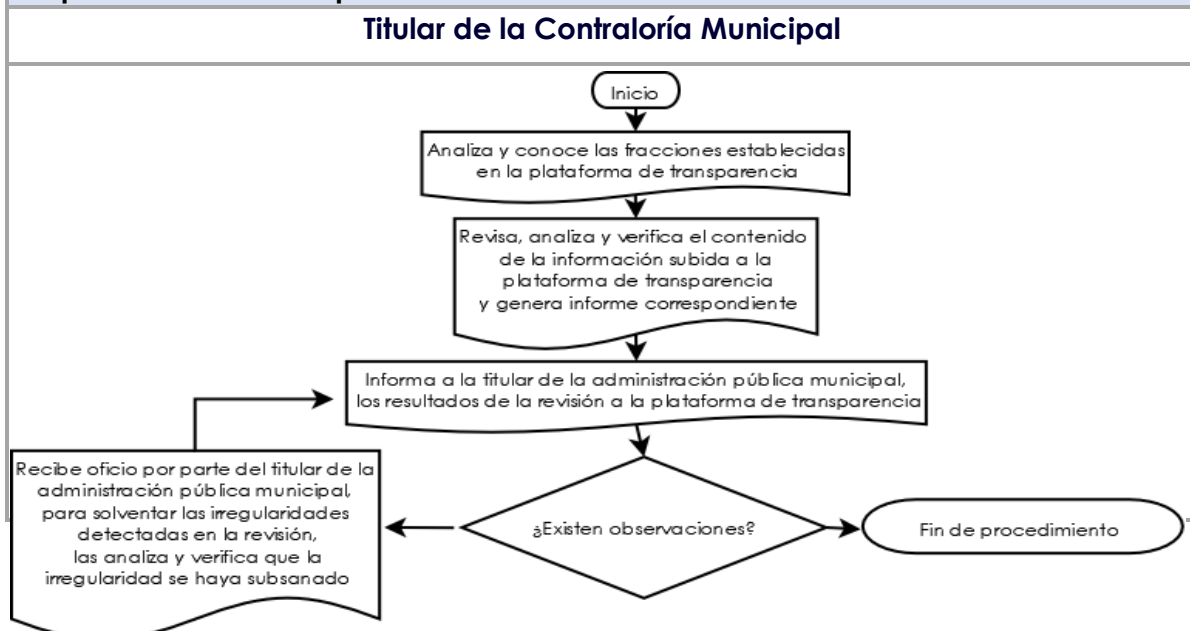 Titular de la Contraloría Municipal
Inicio
Analiza y conoce las fracciones establecidas
en la plataforma de transparencia
Revisa, analiza y verifica el contenido
de la información subida a la
plataforma de transparencia
y genera informe correspondiente
Informa a la titular de la administración pública municipal,
los resultados de la revisión a la plataforma de transparencia
Recibe oficio por parte del titular de la
administración pública municipal,
para solventar las irregularidades
detectadas en la revisión,
las analiza y verifica que la
irregularidad se haya subsanado
¿Existen observaciones?
Fin de procedimiento